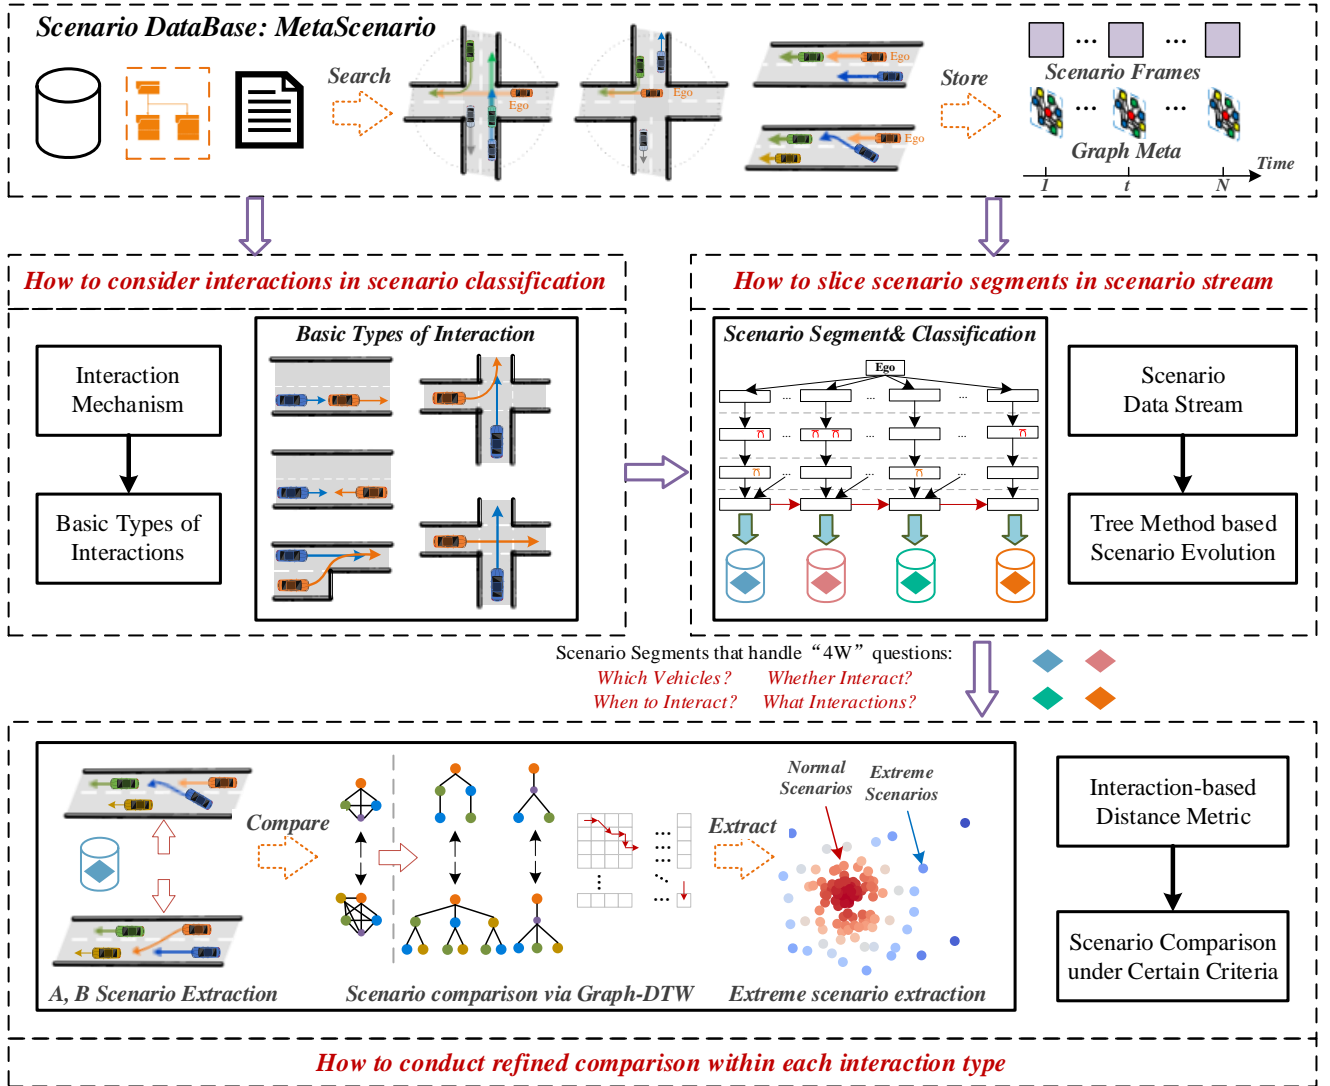 Scenario DataBase: MetaScenario
Search
Ego
Ego
Ego
Ego
Store
Scenario Frames
Graph Meta
Time
1
t
N
How to consider interactions in scenario classification
Interaction
Mechanism
Basic Types of
Interactions
Basic Types of Interaction
How to slice scenario segments in scenario stream
Scenario Segment& Classification
Ego
Scenario
Data Stream
Tree Method based
Scenario Evolution
Scenario Segments that handle “4W” questions:
Which Vehicles? Whether Interact?
When to Interact? What Interactions?
Compare
Extract
Normal
Scenarios
Extreme
Scenarios
A, B Scenario Extraction
Scenario comparison via Graph-DTW
Extreme scenario extraction
Interaction-based
Distance Metric
Scenario Comparison
under Certain Criteria
How to conduct refined comparison within each interaction type